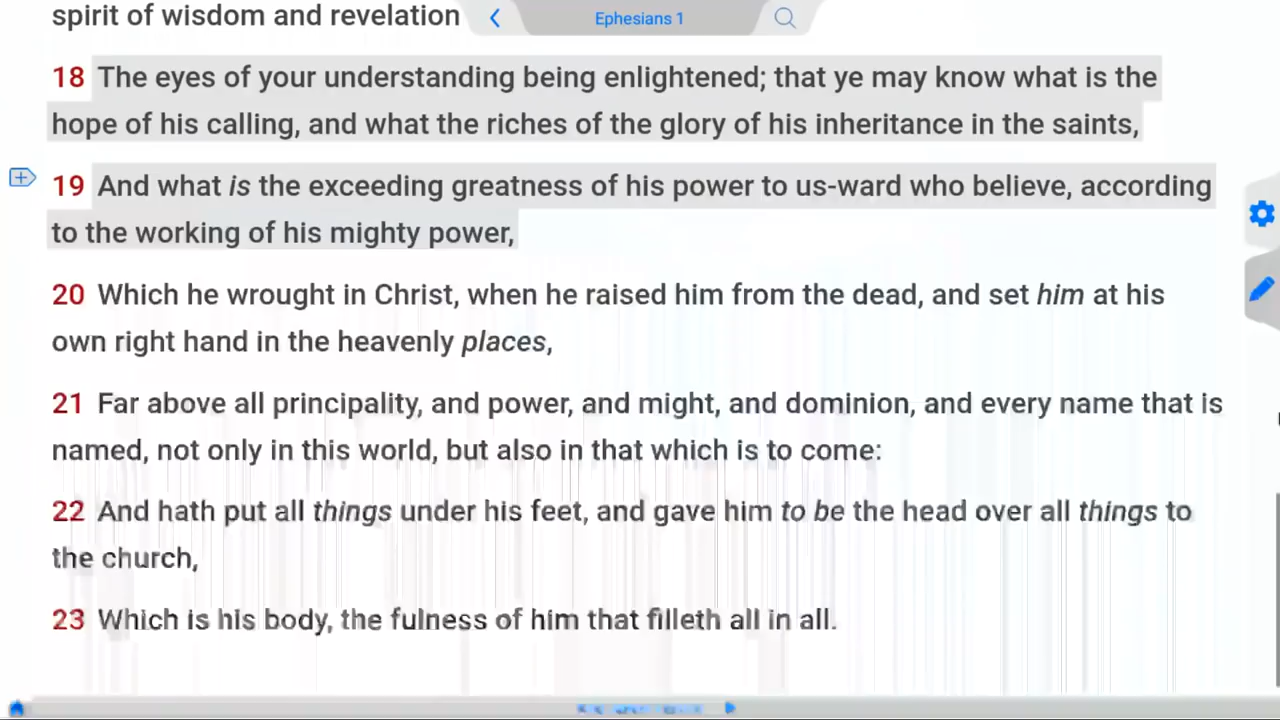 spirit of wisdom and revelation
Ephesians 1
18 The eyes of your understanding being enlightened; that ye may know what is the
hope of his calling, and what the riches of the glory of his inheritance in the saints,
19 And what is the exceeding greatness of his power to us-ward who believe, according
to the working of his mighty power,
20 Which he wrought in Christ, when he raised him from the dead, and set him at his
own right hand in the heavenly places,
21 Far above all principality, and power, and might, and dominion, and every name that is
named, not only in this world, but also in that which is to come:
22 And hath put all things under his feet, and gave him to be the head over all things to
the church,
23 Which is his body, the fulness of him that filleth all in all.